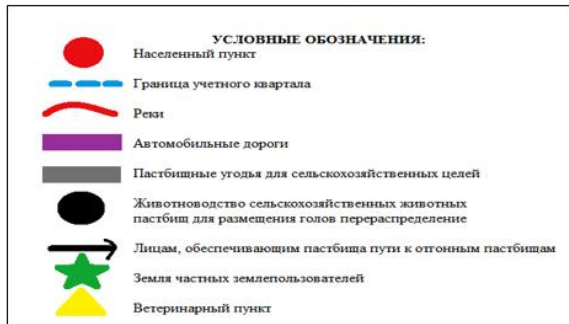 УСЛОВНЫЕ ОБОЗНАЧЕНИЯ:
Населенный пункт
Граница учетного квартала
Реки
Автомобильные дороги
Пастбищные угодья для сельскохозяйственных целей
Животноводство сельскохозяйственных животных
пастбищ для размещения голов перераспределение
Лицам, обеспечивающим пастбища пути к отгонным пастбищам
Земля частных землепользователей
Ветеринарный пункт